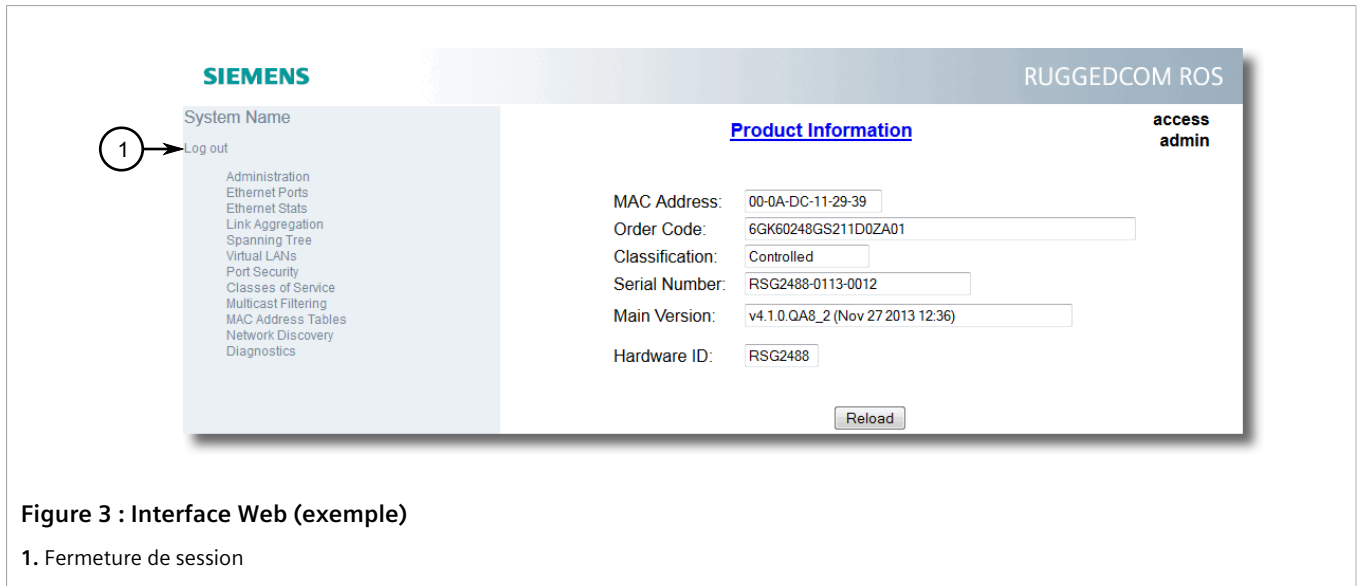 SIEMENS
RUGGEDCOM ROS
System Name
1
Log out
Administration
Ethernet Ports
Ethernet Stats
Link Aggregation
Spanning Tree
Virtual LANs
Port Security
Classes of Service
Multicast Filtering
MAC Address Tables
Network Discovery
Diagnostics
Product Information
access
admin
MAC Address: 00-0A-DC-11-29-39
Order Code: 6GK60248GS211D0ZA01
Classification: Controlled
Serial Number: RSG2488-0113-0012
Main Version: v4.1.0.QA8_2 (Nov 27 2013 12:36)
Hardware ID: RSG2488
Reload
Figure 3 : Interface Web (exemple)
1. Fermeture de session